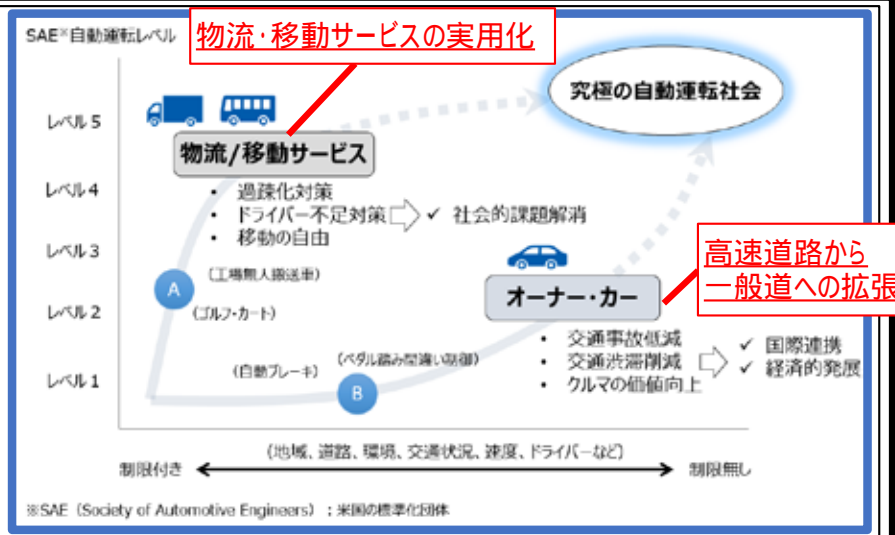 SAE※自動運転レベル
物流・移動サービスの実用化
究極の自動運転社会
レベル5
物流/移動サービス
レベル4
・ 過疎化対策
・ ドライバー不足対策 ✓ 社会的課題解消
・ 移動の自由
レベル3
高速道路から
一般道への拡張
(工場無人搬送車)
A
オーナー・カー
レベル2
(ゴルフ・カート)
・ 交通事故低減
・ 交通渋滞削減
・ クルマの価値向上
✓ 国際連携
✓ 経済的発展
(自動ブレーキ)
(ペダル踏み間違い制御)
レベル1
B
(地域、道路、環境、交通状況、速度、ドライバーなど)
制限付き
制限無し
※SAE (Society of Automotive Engineers) ; 米国の標準化団体